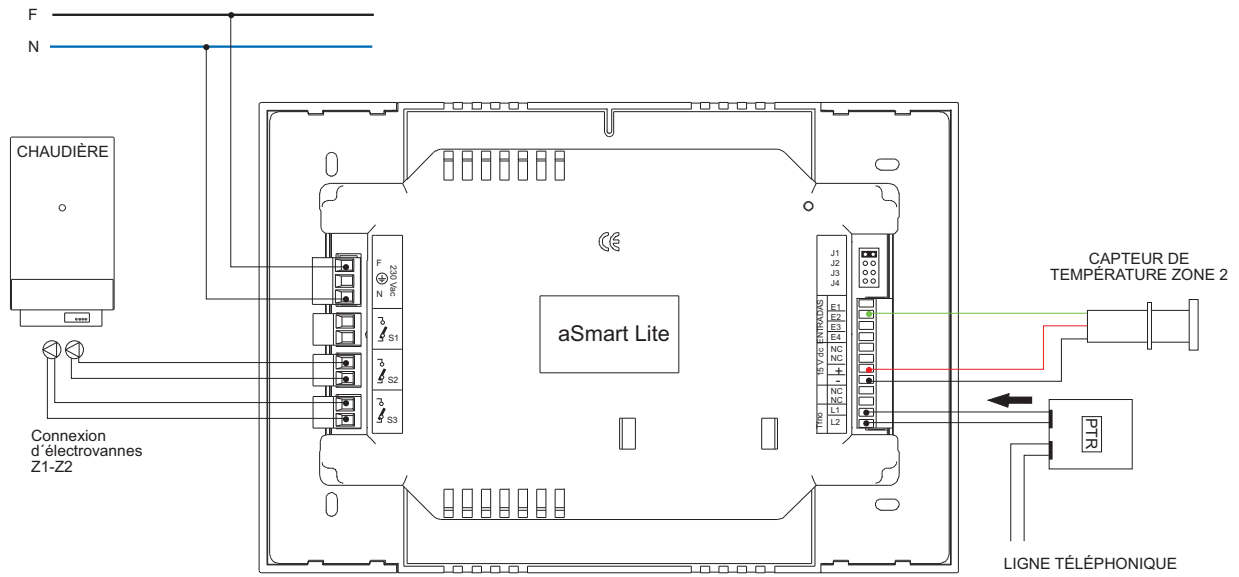 F
N
CHAUDIÈRE
Connexion
d´électrovannes
Z1-Z2
F
N
230 Vac
S1
S2
S3
CE
aSmart Lite
J1
J2
J3
J4
ENTRADAS
E1
E2
E3
E4
15 V dc
NC
NC
+
-
NC
NC
Tfno
L1
L2
CAPTEUR DE
TEMPÉRATURE ZONE 2
PTR
LIGNE TÉLÉPHONIQUE